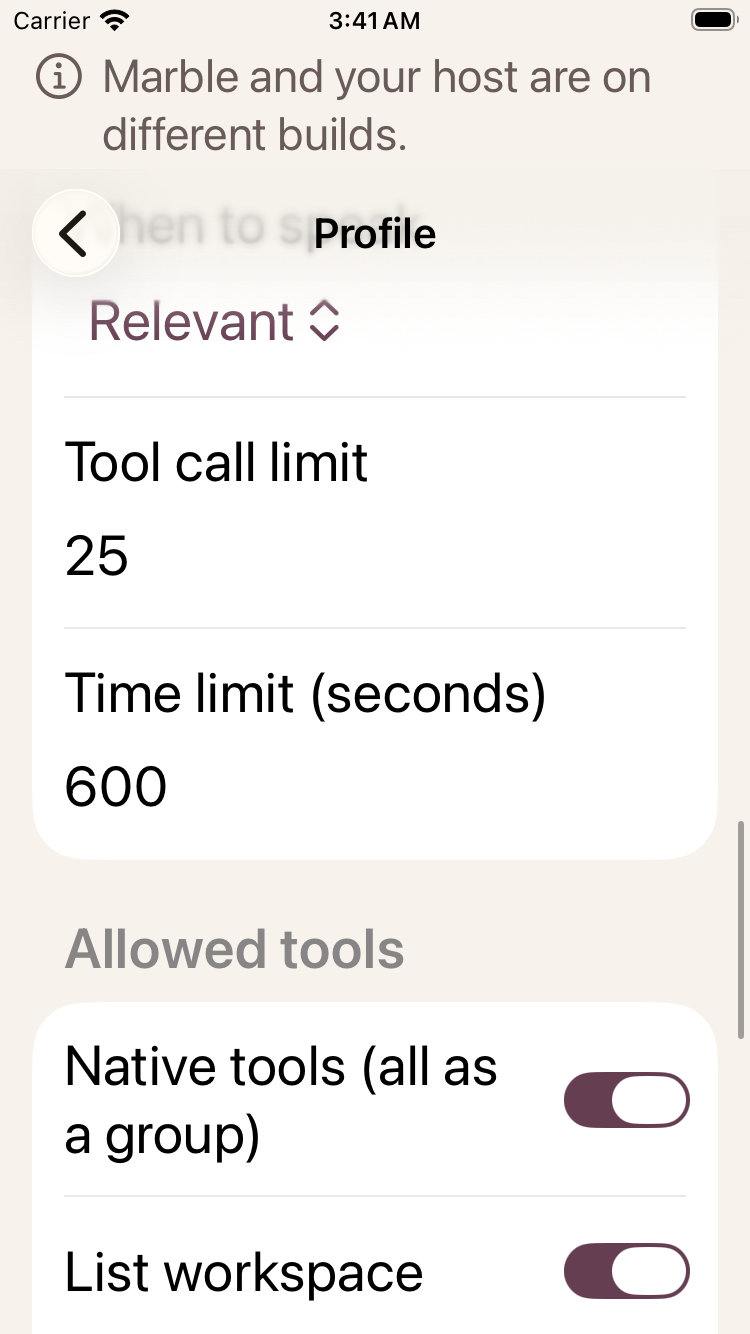 Carrier
3:41 AM
Marble and your host are on
different builds.
Profile
Relevant
Tool call limit
25
Time limit (seconds)
600
Allowed tools
Native tools (all as
a group)
List workspace